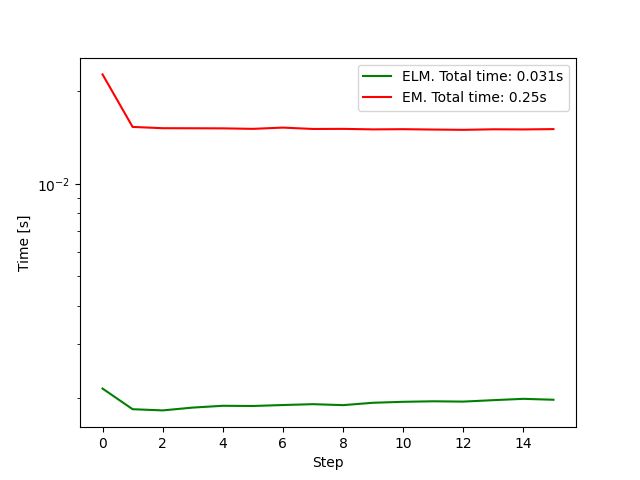 ELM. Total time: 0.031s
EM. Total time: 0.25s
10⁻²
Time [s]
0 2 4 6 8 10 12 14
Step